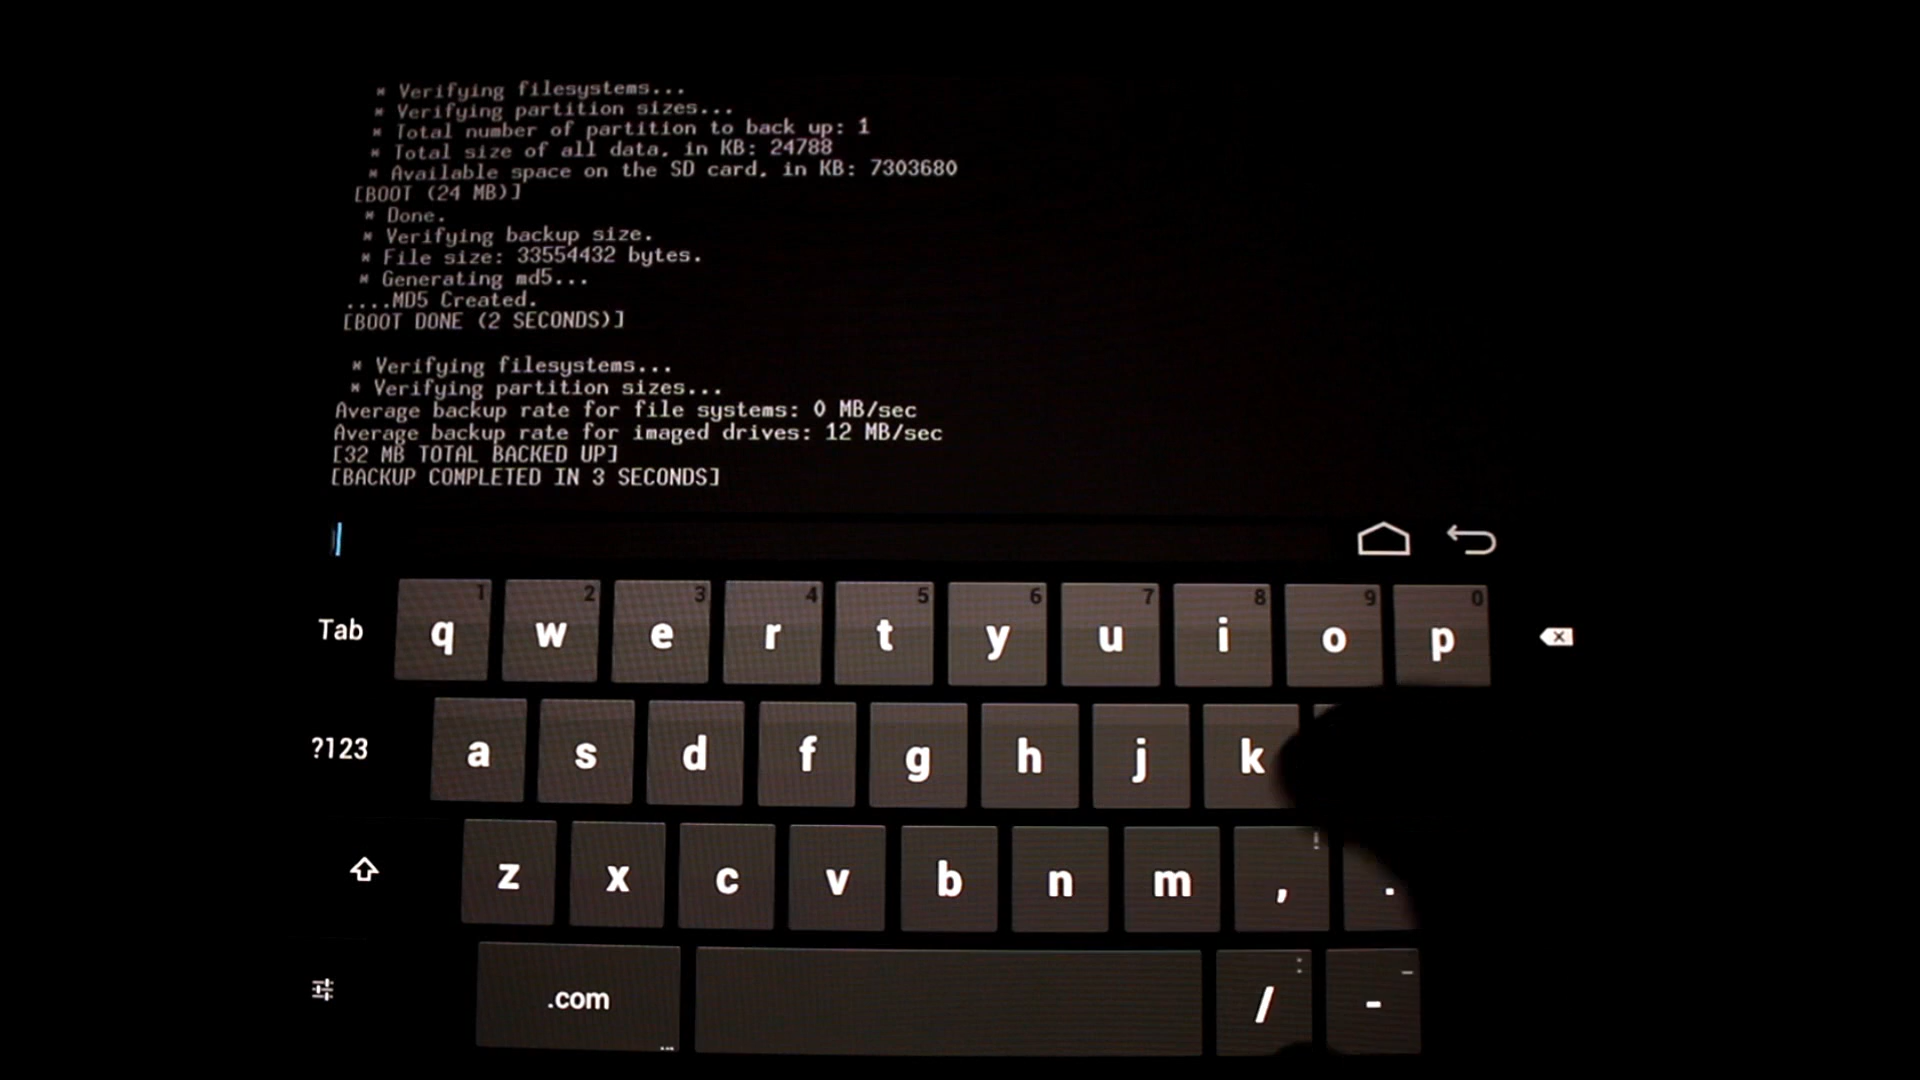 * Verifying filesystems...
* Verifying partition sizes...
* Total number of partition to back up: 1
* Total size of all data, in KB: 24788
* Available space on the SD card, in KB: 7303680
[BOOT (24 MB)]
* Done.
* Verifying backup size.
* File size: 33554432 bytes.
* Generating md5...
....MD5 Created.
[BOOT DONE (2 SECONDS)]
* Verifying filesystems...
* Verifying partition sizes...
Average backup rate for file systems: 0 MB/sec
Average backup rate for imaged drives: 12 MB/sec
[32 MB TOTAL BACKED UP]
[BACKUP COMPLETED IN 3 SECONDS]
1 2 3 4 5 6 7 8 9 0
Tab q w e r t y u i o p
?123 a s d f g h j k
!
z x c v b n m , .
: _
.com ... / -